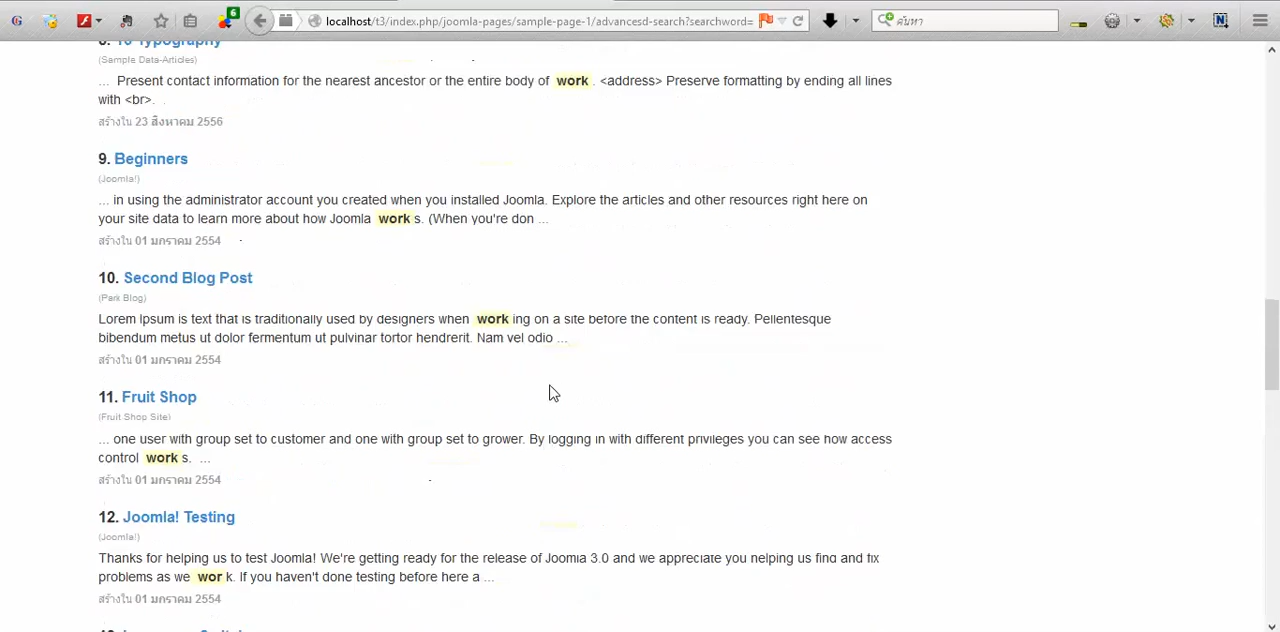 localhost/t3/index.php/joomla-pages/sample-page-1/advancesd-search?searchword=
ค้นหา
6
Typography
(Sample Data-Articles)
... Present contact information for the nearest ancestor or the entire body of work . <address> Preserve formatting by ending all lines
with <br>.
สร้างใน 23 สิงหาคม 2556
9. Beginners
(Joomla!)
... in using the administrator account you created when you installed Joomla. Explore the articles and other resources right here on
your site data to learn more about how Joomla work s. (When you're don ...
สร้างใน 01 มกราคม 2554
10. Second Blog Post
(Park Blog)
Lorem Ipsum is text that is traditionally used by designers when work ing on a site before the content is ready. Pellentesque
bibendum metus ut dolor fermentum ut pulvinar tortor hendrerit. Nam vel odio ...
สร้างใน 01 มกราคม 2554
11. Fruit Shop
(Fruit Shop Site)
... one user with group set to customer and one with group set to grower. By logging in with different privileges you can see how access
control work s. ...
สร้างใน 01 มกราคม 2554
12. Joomla! Testing
(Joomla!)
Thanks for helping us to test Joomla! We're getting ready for the release of Joomla 3.0 and we appreciate you helping us find and fix
problems as we wor k. If you haven't done testing before here a ...
สร้างใน 01 มกราคม 2554